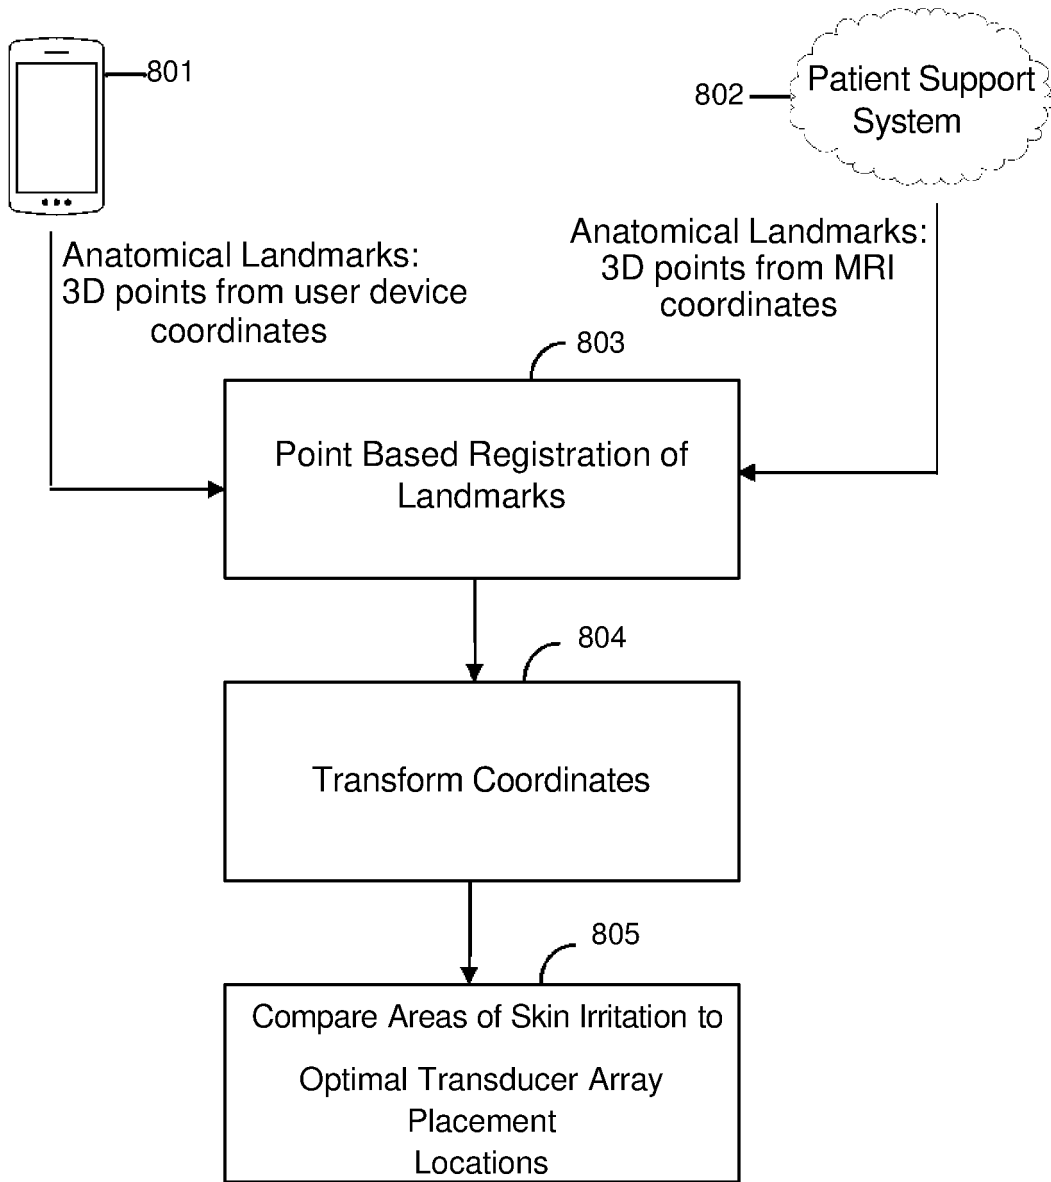 801
802
Patient Support
System
Anatomical Landmarks:
3D points from user device
coordinates
Anatomical Landmarks:
3D points from MRI
coordinates
803
Point Based Registration of
Landmarks
804
Transform Coordinates
805
Compare Areas of Skin Irritation to
Optimal Transducer Array
Placement
Locations